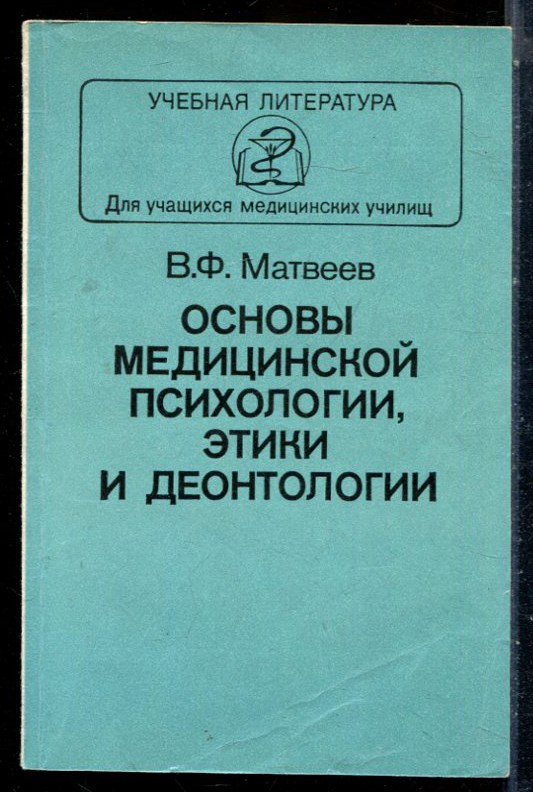 УЧЕБНАЯ ЛИТЕРАТУРА
Для учащихся медицинских училищ
В.Ф. Матвеев
ОСНОВЫ
МЕДИЦИНСКОЙ
ПСИХОЛОГИИ,
ЭТИКИ
И ДЕОНТОЛОГИИ